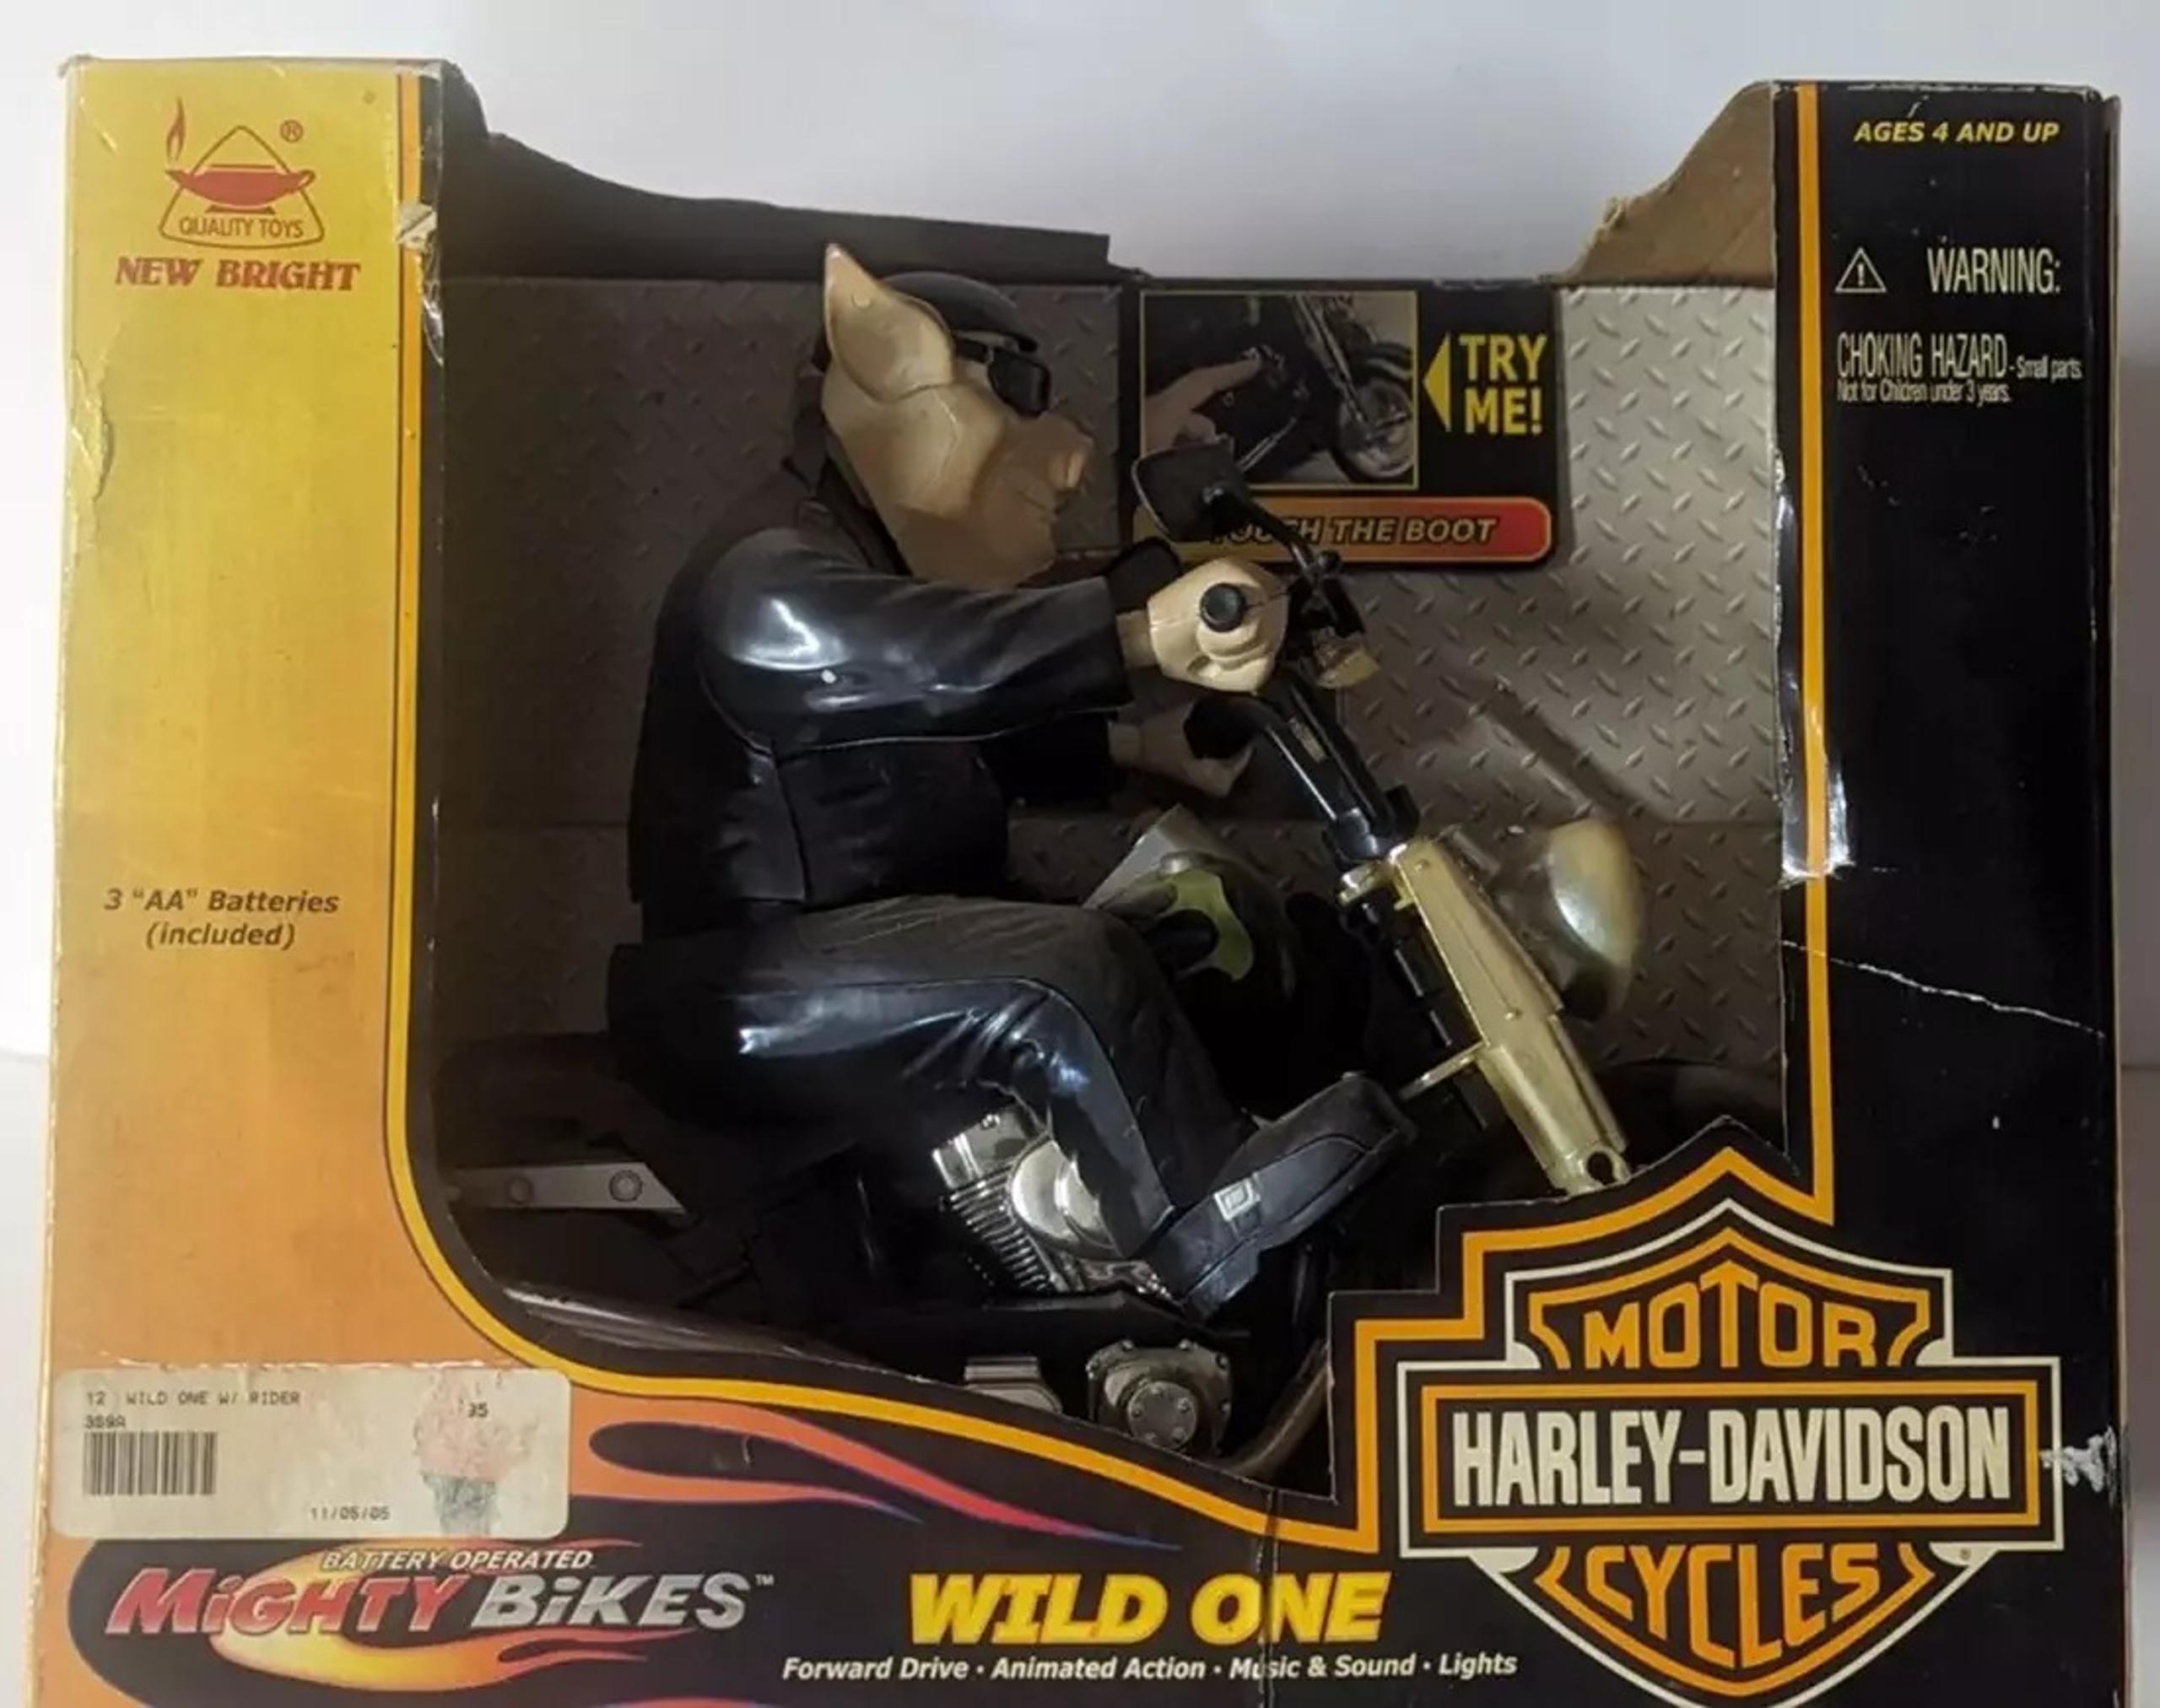 ®
QUALITY TOYS
NEW BRIGHT
AGES 4 AND UP
WARNING:
CHOKING HAZARD - Small parts.
Not for Children under 3 years.
TRY
ME!
THE BOOT
3 "AA" Batteries
(included)
12 WILD ONE W/ RIDER
11/05/05
BATTERY OPERATED
MiGHTY BiKES™
WILD ONE
Forward Drive · Animated Action · Music & Sound · Lights
MOTOR
HARLEY-DAVIDSON
CYCLES
®